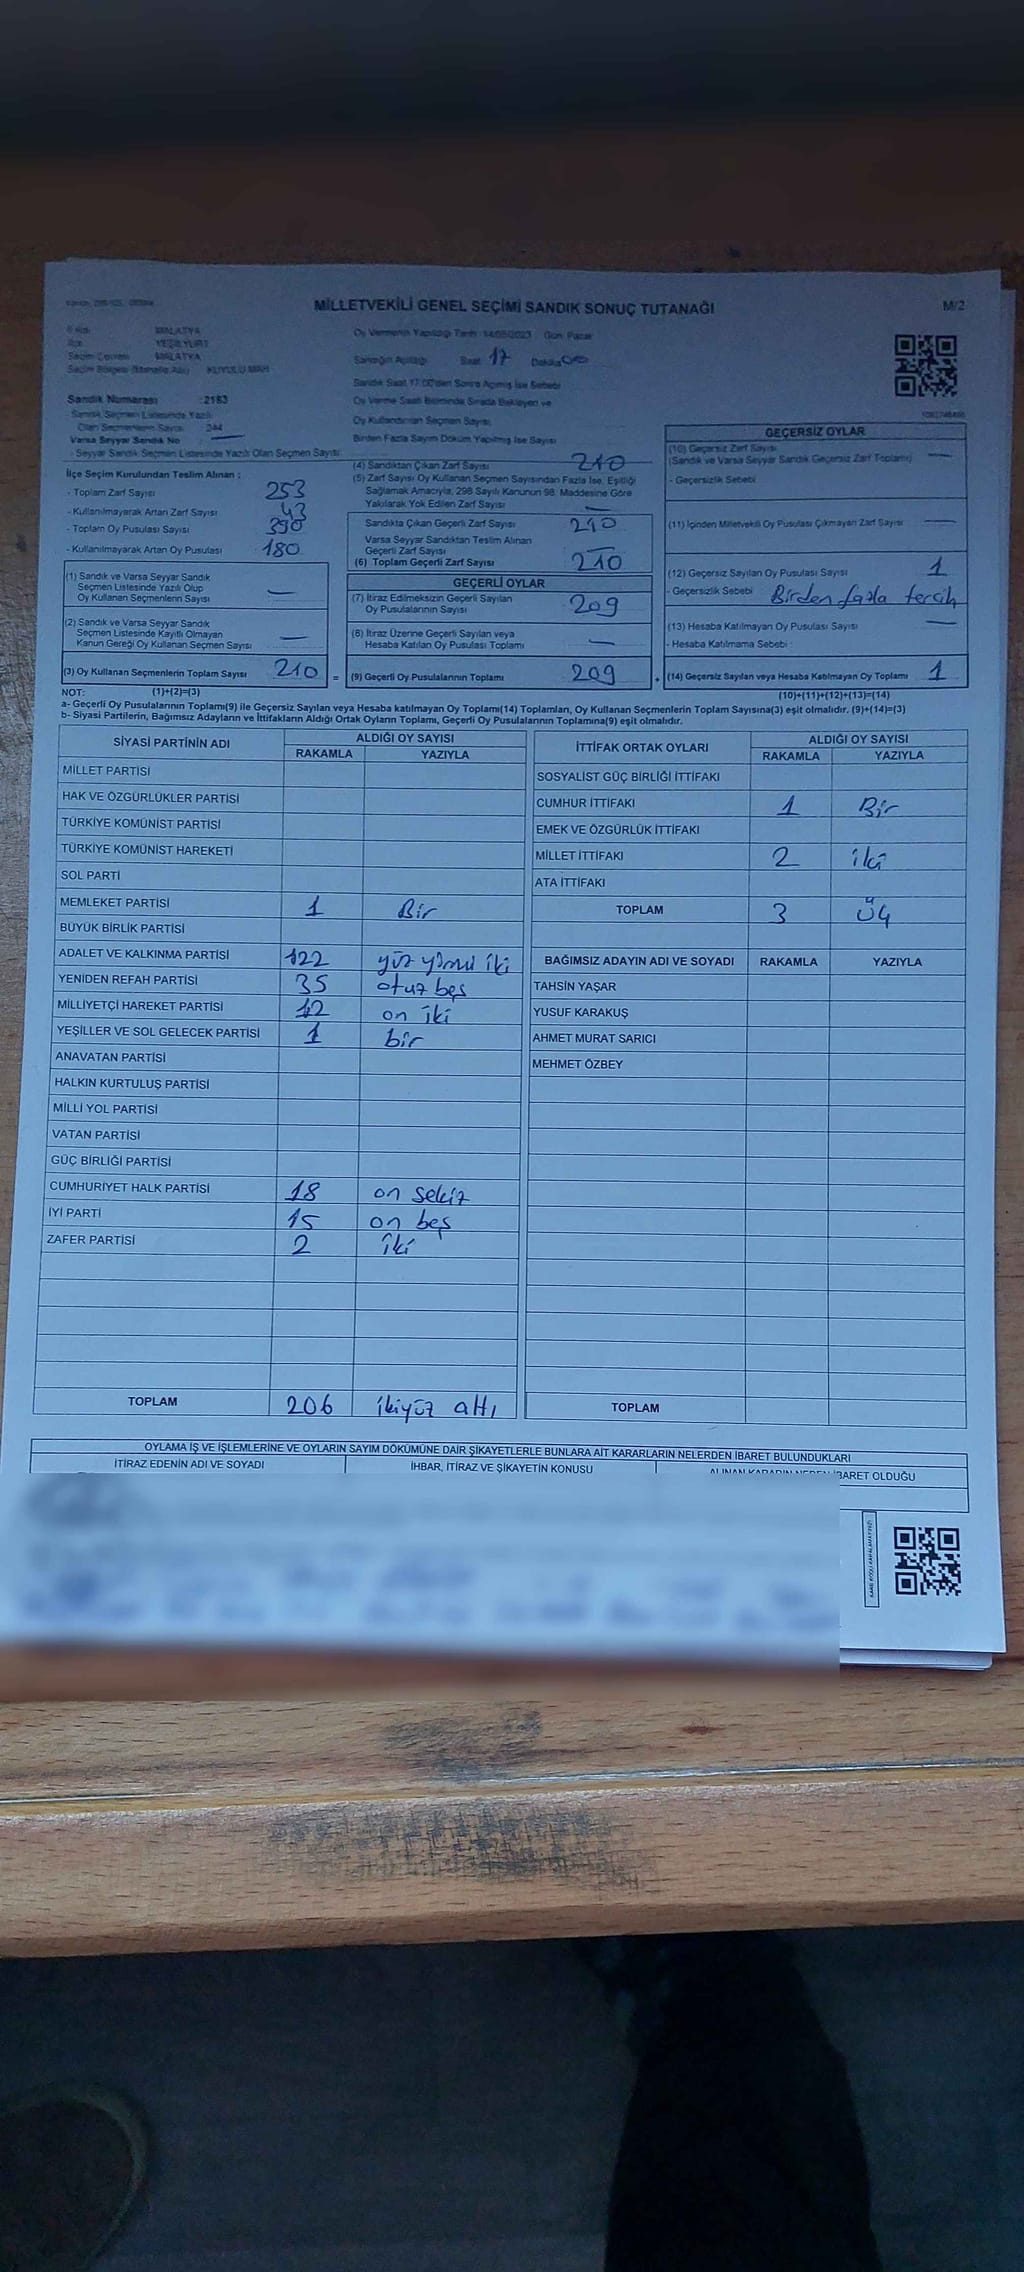 MİLLETVEKİLİ GENEL SEÇİMİ SANDIK SONUÇ TUTANAĞI
M/2
MALATYA
Oy Vermenin Yapıldığı Tarih : 14/05/2023 Gün: Pazar
İlçe : YEŞİLYURT
Seçim Çevresi : MALATYA
Sandığın Açıldığı Saat 17 Dakika 00
Seçim Bölgesi (Mahalle Adı) : KUYULU MAH.
Sandık Saat 17:00'den Sonra Açılmış İse Sebebi
Sandık Numarası : 2183
Oy Verme Saati Bitiminde Sırada Bekleyen ve
Oy Kullandırılan Seçmen Sayısı
Sandık Seçmen Listesinde Yazılı
Olan Seçmenlerin Sayısı : 244
Birden Fazla Sayım Döküm Yapılmış İse Sayısı
Varsa Seyyar Sandık No : —
- Seyyar Sandık Seçmen Listesinde Yazılı Olan Seçmen Sayısı :
İlçe Seçim Kurulundan Teslim Alınan :
- Toplam Zarf Sayısı 253
- Kullanılmayarak Artan Zarf Sayısı 43
- Toplam Oy Pusulası Sayısı 390
- Kullanılmayarak Artan Oy Pusulası 180
(4) Sandıktan Çıkan Zarf Sayısı 210
(5) Zarf Sayısı Oy Kullanan Seçmen Sayısından Fazla İse, Eşitliği
Sağlamak Amacıyla, 298 Sayılı Kanunun 98. Maddesine Göre
Yakılarak Yok Edilen Zarf Sayısı —
Sandıkta Çıkan Geçerli Zarf Sayısı 210
Varsa Seyyar Sandıktan Teslim Alınan
Geçerli Zarf Sayısı —
(6) Toplam Geçerli Zarf Sayısı 210
GEÇERSİZ OYLAR
(10) Geçersiz Zarf Sayısı
(Sandık ve Varsa Seyyar Sandık Geçersiz Zarf Toplamı) —
- Geçersizlik Sebebi
(11) İçinden Milletvekili Oy Pusulası Çıkmayan Zarf Sayısı —
(12) Geçersiz Sayılan Oy Pusulası Sayısı 1
- Geçersizlik Sebebi Birden fazla tercih
(13) Hesaba Katılmayan Oy Pusulası Sayısı —
- Hesaba Katılmama Sebebi :
(14) Geçersiz Sayılan veya Hesaba Katılmayan Oy Toplamı 1
(10)+(11)+(12)+(13)=(14)
(1) Sandık ve Varsa Seyyar Sandık
Seçmen Listesinde Yazılı Olup
Oy Kullanan Seçmenlerin Sayısı —
(2) Sandık ve Varsa Seyyar Sandık
Seçmen Listesinde Kayıtlı Olmayan
Kanun Gereği Oy Kullanan Seçmen Sayısı —
(3) Oy Kullanan Seçmenlerin Toplam Sayısı 210 =
GEÇERLİ OYLAR
(7) İtiraz Edilmeksizin Geçerli Sayılan
Oy Pusulalarının Sayısı 209
(8) İtiraz Üzerine Geçerli Sayılan veya
Hesaba Katılan Oy Pusulası Toplamı —
(9) Geçerli Oy Pusulalarının Toplamı 209 +
NOT: (1)+(2)=(3)
a- Geçerli Oy Pusulalarının Toplamı(9) ile Geçersiz Sayılan veya Hesaba katılmayan Oy Toplamı(14) Toplamları, Oy Kullanan Seçmenlerin Toplam Sayısına(3) eşit olmalıdır. (9)+(14)=(3)
b- Siyasi Partilerin, Bağımsız Adayların ve İttifakların Aldığı Ortak Oyların Toplamı, Geçerli Oy Pusulalarının Toplamına(9) eşit olmalıdır.
SİYASİ PARTİNİN ADI
ALDIĞI OY SAYISI
RAKAMLA YAZIYLA
MİLLET PARTİSİ
HAK VE ÖZGÜRLÜKLER PARTİSİ
TÜRKİYE KOMÜNİST PARTİSİ
TÜRKİYE KOMÜNİST HAREKETİ
SOL PARTİ
MEMLEKET PARTİSİ 1 Bir
BÜYÜK BİRLİK PARTİSİ
ADALET VE KALKINMA PARTİSİ 122 yüz yirmi iki
YENİDEN REFAH PARTİSİ 35 otuz beş
MİLLİYETÇİ HAREKET PARTİSİ 12 on iki
YEŞİLLER VE SOL GELECEK PARTİSİ 1 bir
ANAVATAN PARTİSİ
HALKIN KURTULUŞ PARTİSİ
MİLLİ YOL PARTİSİ
VATAN PARTİSİ
GÜÇ BİRLİĞİ PARTİSİ
CUMHURİYET HALK PARTİSİ 18 on sekiz
İYİ PARTİ 15 on beş
ZAFER PARTİSİ 2 iki
TOPLAM 206 ikiyüz altı
İTTİFAK ORTAK OYLARI
ALDIĞI OY SAYISI
RAKAMLA YAZIYLA
SOSYALİST GÜÇ BİRLİĞİ İTTİFAKI
CUMHUR İTTİFAKI 1 Bir
EMEK VE ÖZGÜRLÜK İTTİFAKI
MİLLET İTTİFAKI 2 iki
ATA İTTİFAKI
TOPLAM 3 üç
BAĞIMSIZ ADAYIN ADI VE SOYADI RAKAMLA YAZIYLA
TAHSİN YAŞAR
YUSUF KARAKUŞ
AHMET MURAT SARICI
MEHMET ÖZBEY
TOPLAM
OYLAMA İŞ VE İŞLEMLERİNE VE OYLARIN SAYIM DÖKÜMÜNE DAİR ŞİKAYETLERLE BUNLARA AİT KARARLARIN NELERDEN İBARET BULUNDUKLARI
İTİRAZ EDENİN ADI VE SOYADI
İHBAR, İTİRAZ VE ŞİKAYETİN KONUSU
ALINAN KARARIN NEDEN İBARET OLDUĞU